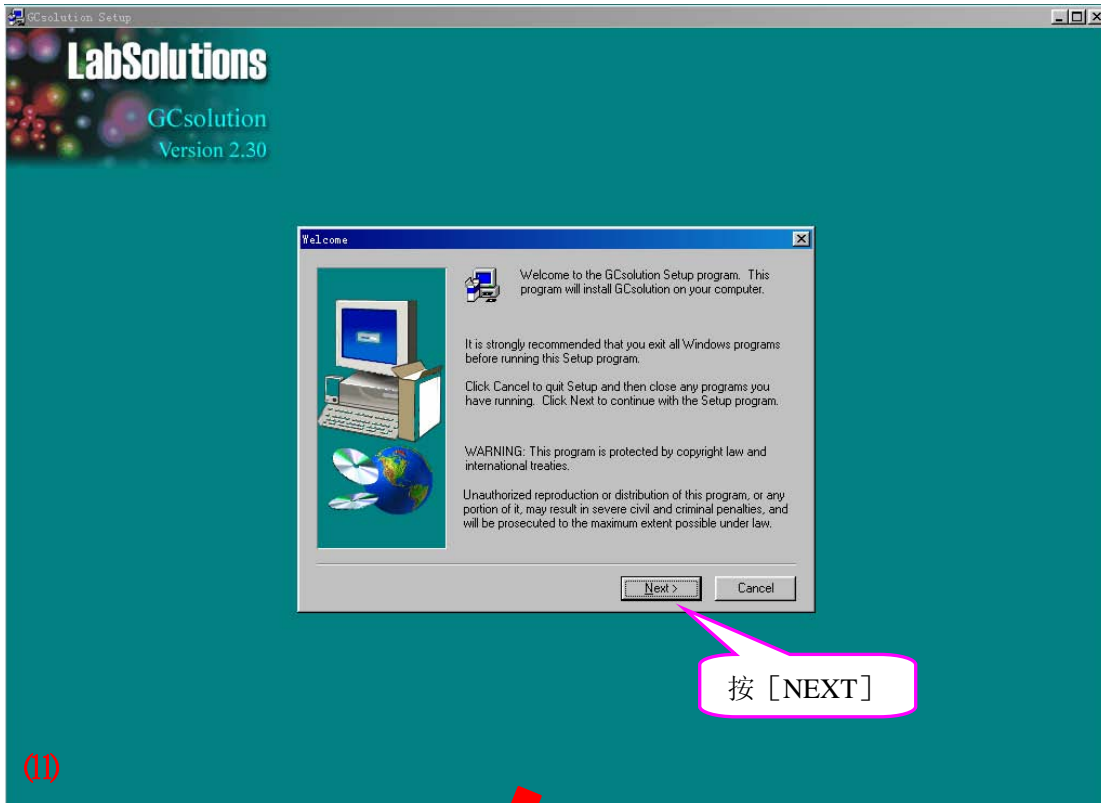 GCsolution Setup
LabSolutions
GCsolution
Version 2.30
Welcome
Welcome to the GCsolution Setup program. This
program will install GCsolution on your computer.
It is strongly recommended that you exit all Windows programs
before running this Setup program.
Click Cancel to quit Setup and then close any programs you
have running. Click Next to continue with the Setup program.
WARNING: This program is protected by copyright law and
international treaties.
Unauthorized reproduction or distribution of this program, or any
portion of it, may result in severe civil and criminal penalties, and
will be prosecuted to the maximum extent possible under law.
Next >
Cancel
按［NEXT］
(1)